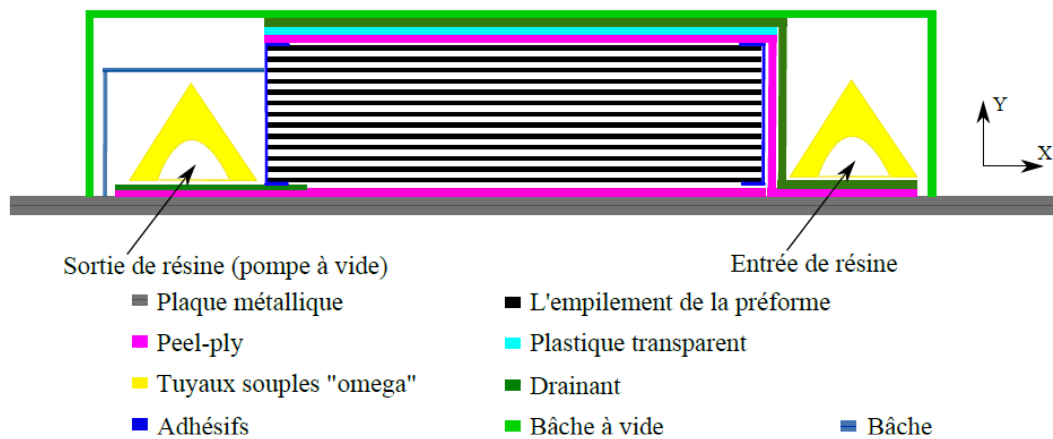 Y
X
Sortie de résine (pompe à vide)
Entrée de résine
Plaque métallique
L'empilement de la préforme
Peel-ply
Plastique transparent
Tuyaux souples "omega"
Drainant
Adhésifs
Bâche à vide
Bâche